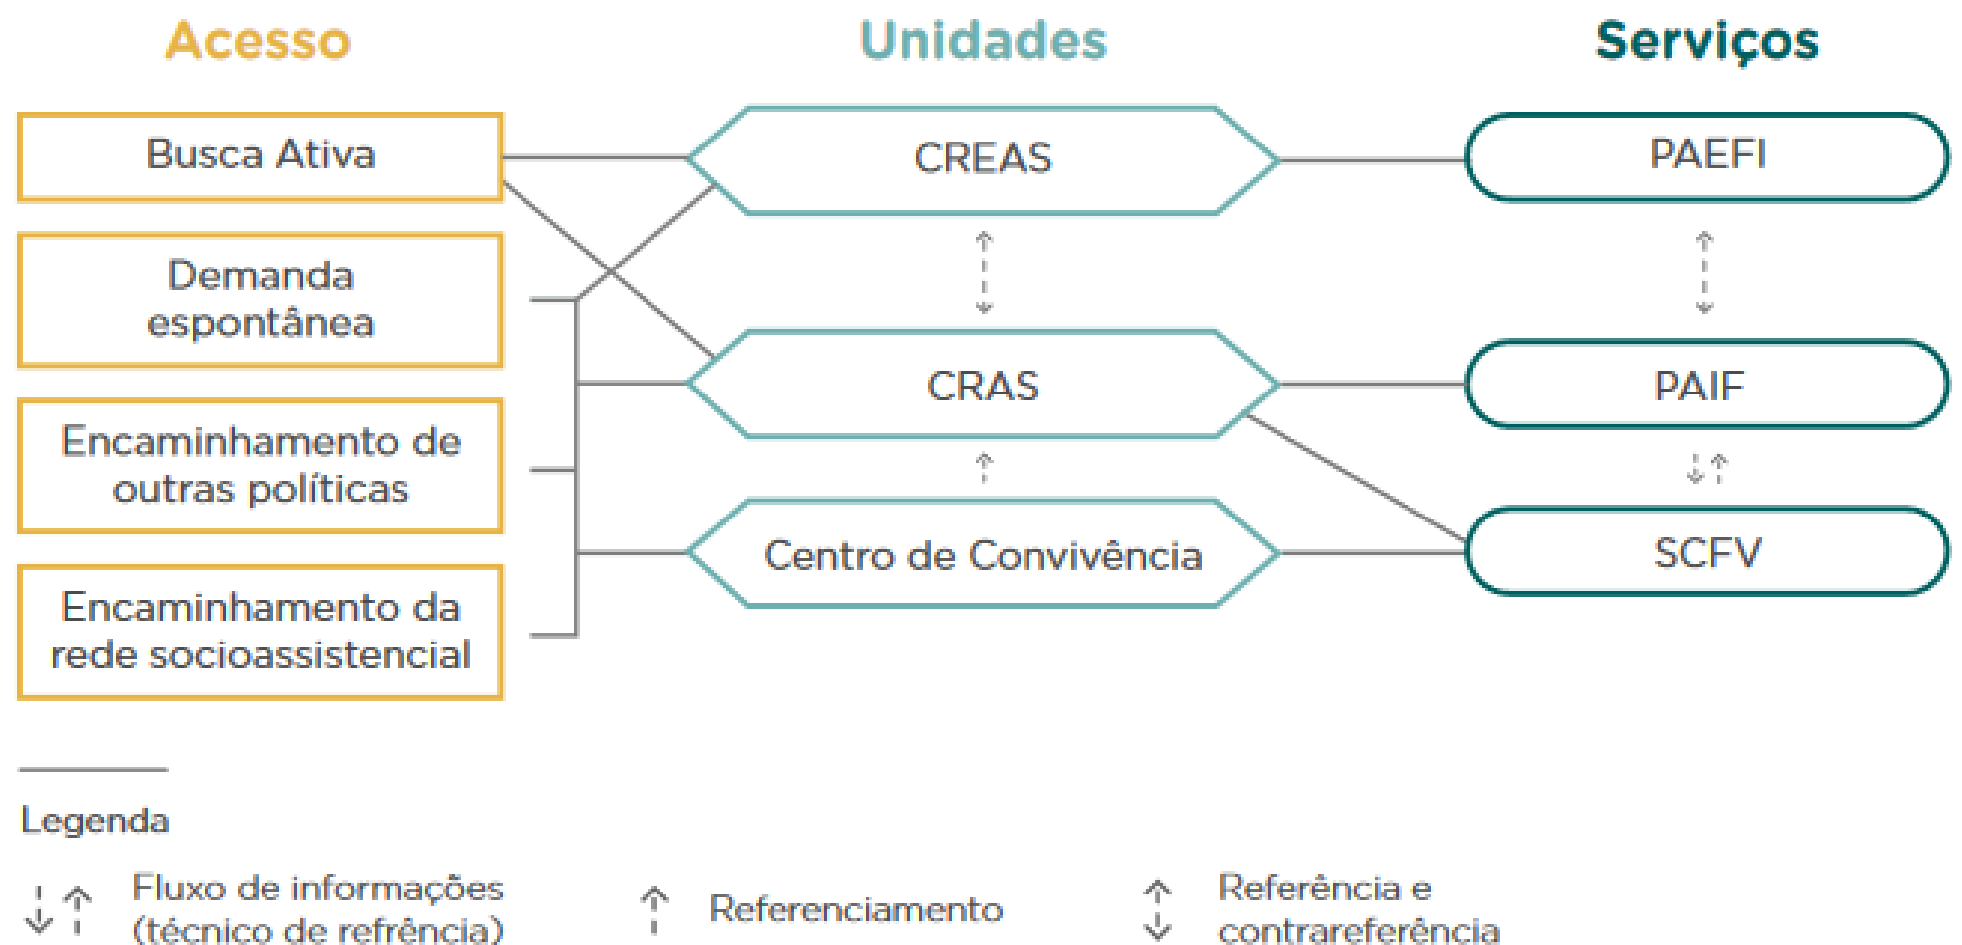 Acesso
Unidades
Serviços
Busca Ativa
CREAS
PAEFI
Demanda
espontânea
CRAS
PAIF
Encaminhamento de
outras políticas
Centro de Convivência
SCFV
Encaminhamento da
rede socioassistencial
Legenda
Fluxo de informações
(técnico de refrência)
Referenciamento
Referência e
contrareferência